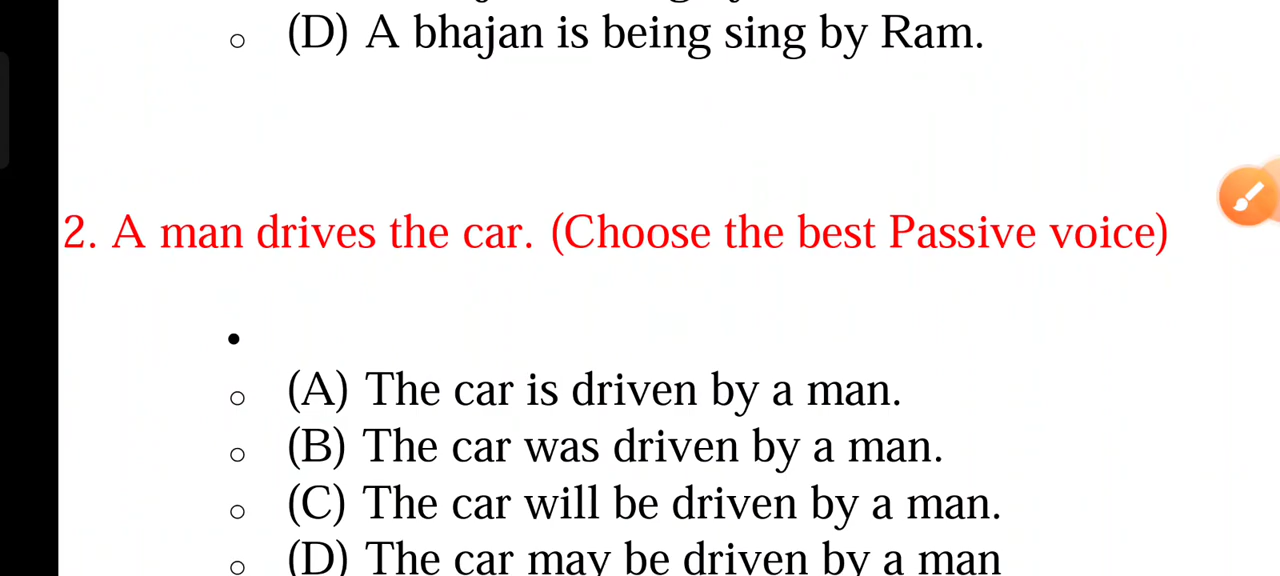 (D) A bhajan is being sing by Ram.
2. A man drives the car. (Choose the best Passive voice)
(A) The car is driven by a man.
(B) The car was driven by a man.
(C) The car will be driven by a man.
(D) The car may be driven by a man